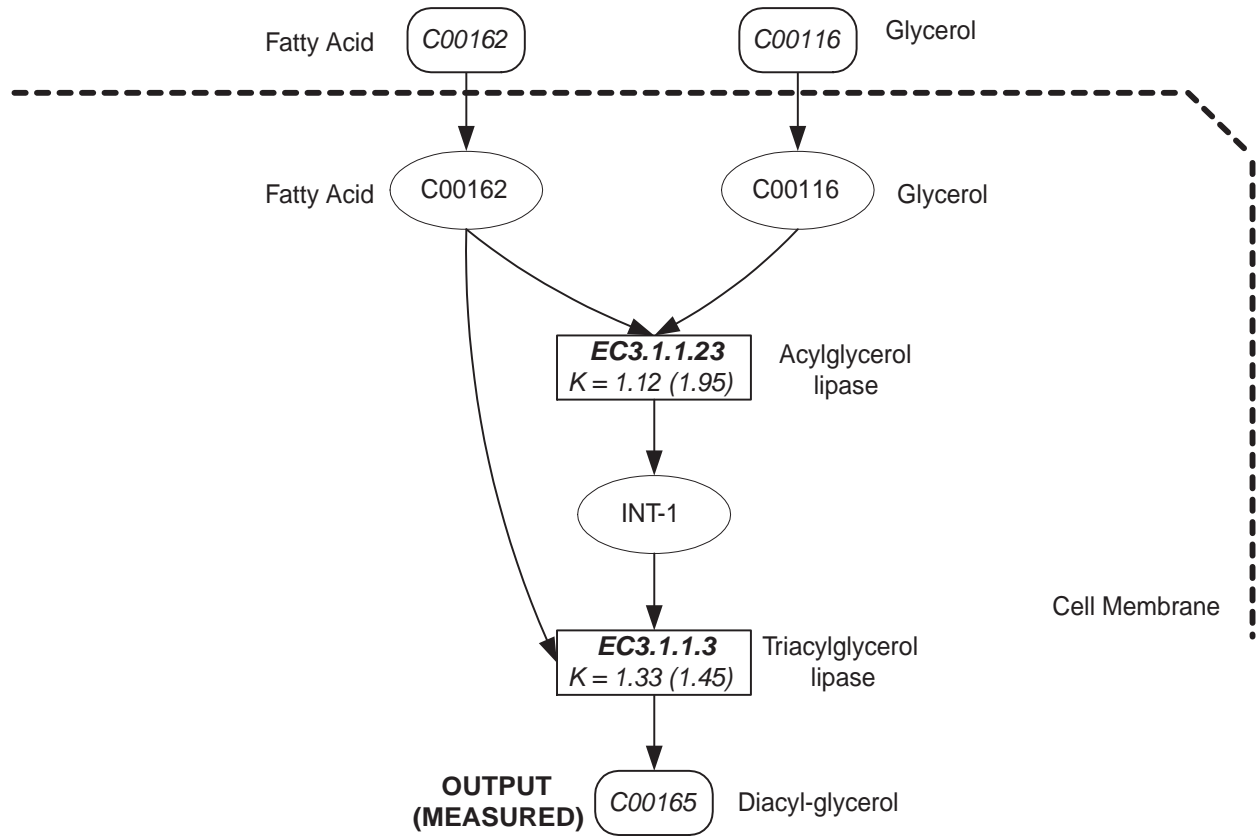 Fatty Acid
C00162
C00116
Glycerol
Fatty Acid
C00162
C00116
Glycerol
EC3.1.1.23
K = 1.12 (1.95)
Acylglycerol
lipase
INT-1
Cell Membrane
EC3.1.1.3
K = 1.33 (1.45)
Triacylglycerol
lipase
OUTPUT
(MEASURED)
C00165
Diacyl-glycerol